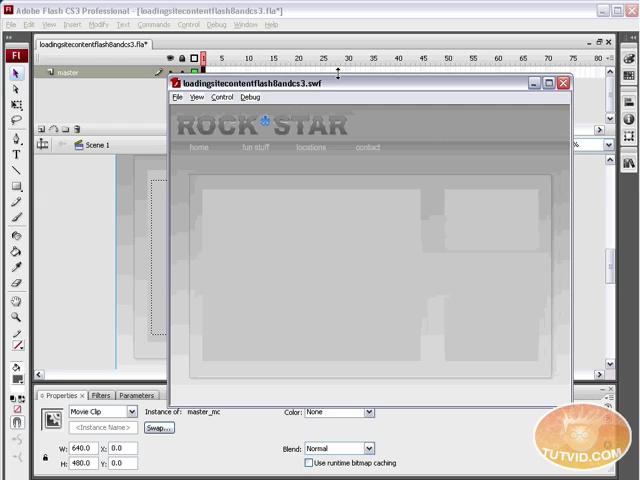 Adobe Flash CS3 Professional - [loadingsitecontentflash8andcs3.fla*]
File Edit View Insert Modify Text Commands Control Debug Window Help
loadingsitecontentflash8andcs3.fla*
1 5 10 15 20 25 30 35 40 45 50 55 60 65 70 75 80
master
loadingsitecontentflash8andcs3.swf
File View Control Debug
ROCK*STAR
home fun stuff locations contact
Scene 1
%
Properties Filters Parameters
Movie Clip Instance of: master_mc Color: None
<Instance Name> Swap...
W: 640.0 X: 0.0 Blend: Normal
H: 480.0 Y: 0.0 Use runtime bitmap caching
TUTVID.COM